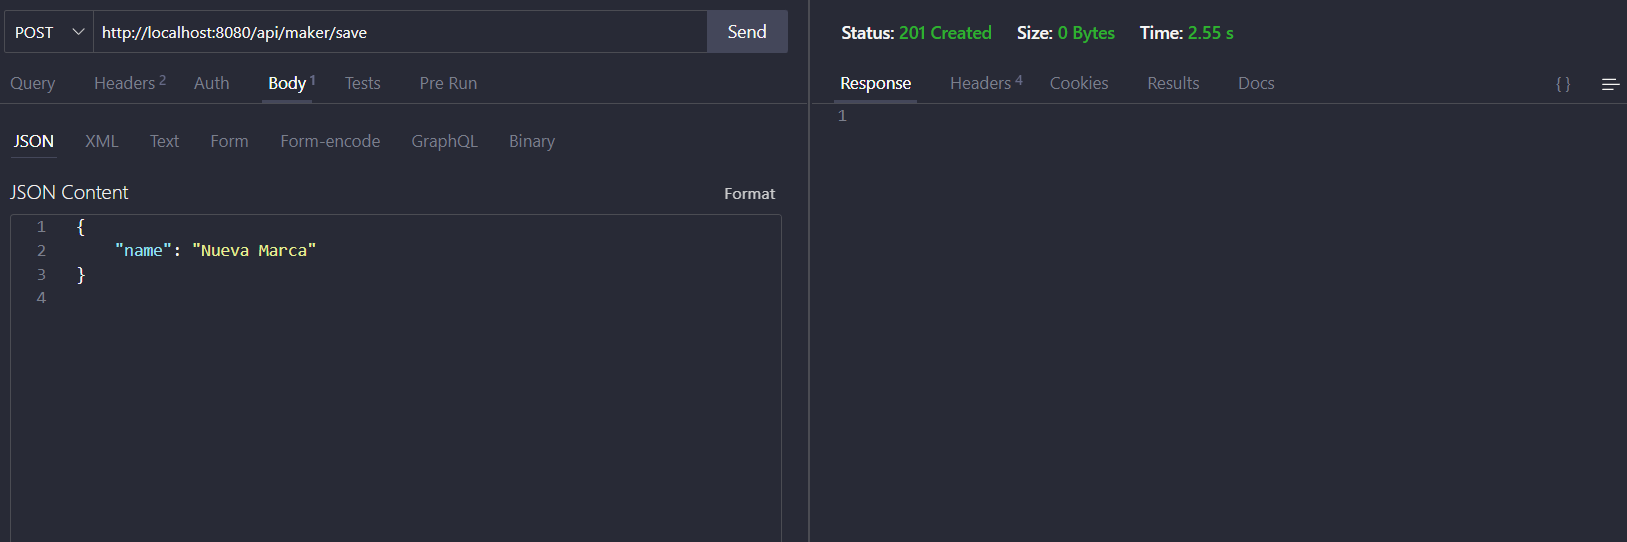 POST http://localhost:8080/api/maker/save Send
Query Headers 2 Auth Body 1 Tests Pre Run
JSON XML Text Form Form-encode GraphQL Binary
JSON Content Format
1 {
2 "name": "Nueva Marca"
3 }
4
Status: 201 Created Size: 0 Bytes Time: 2.55 s
Response Headers 4 Cookies Results Docs { }
1